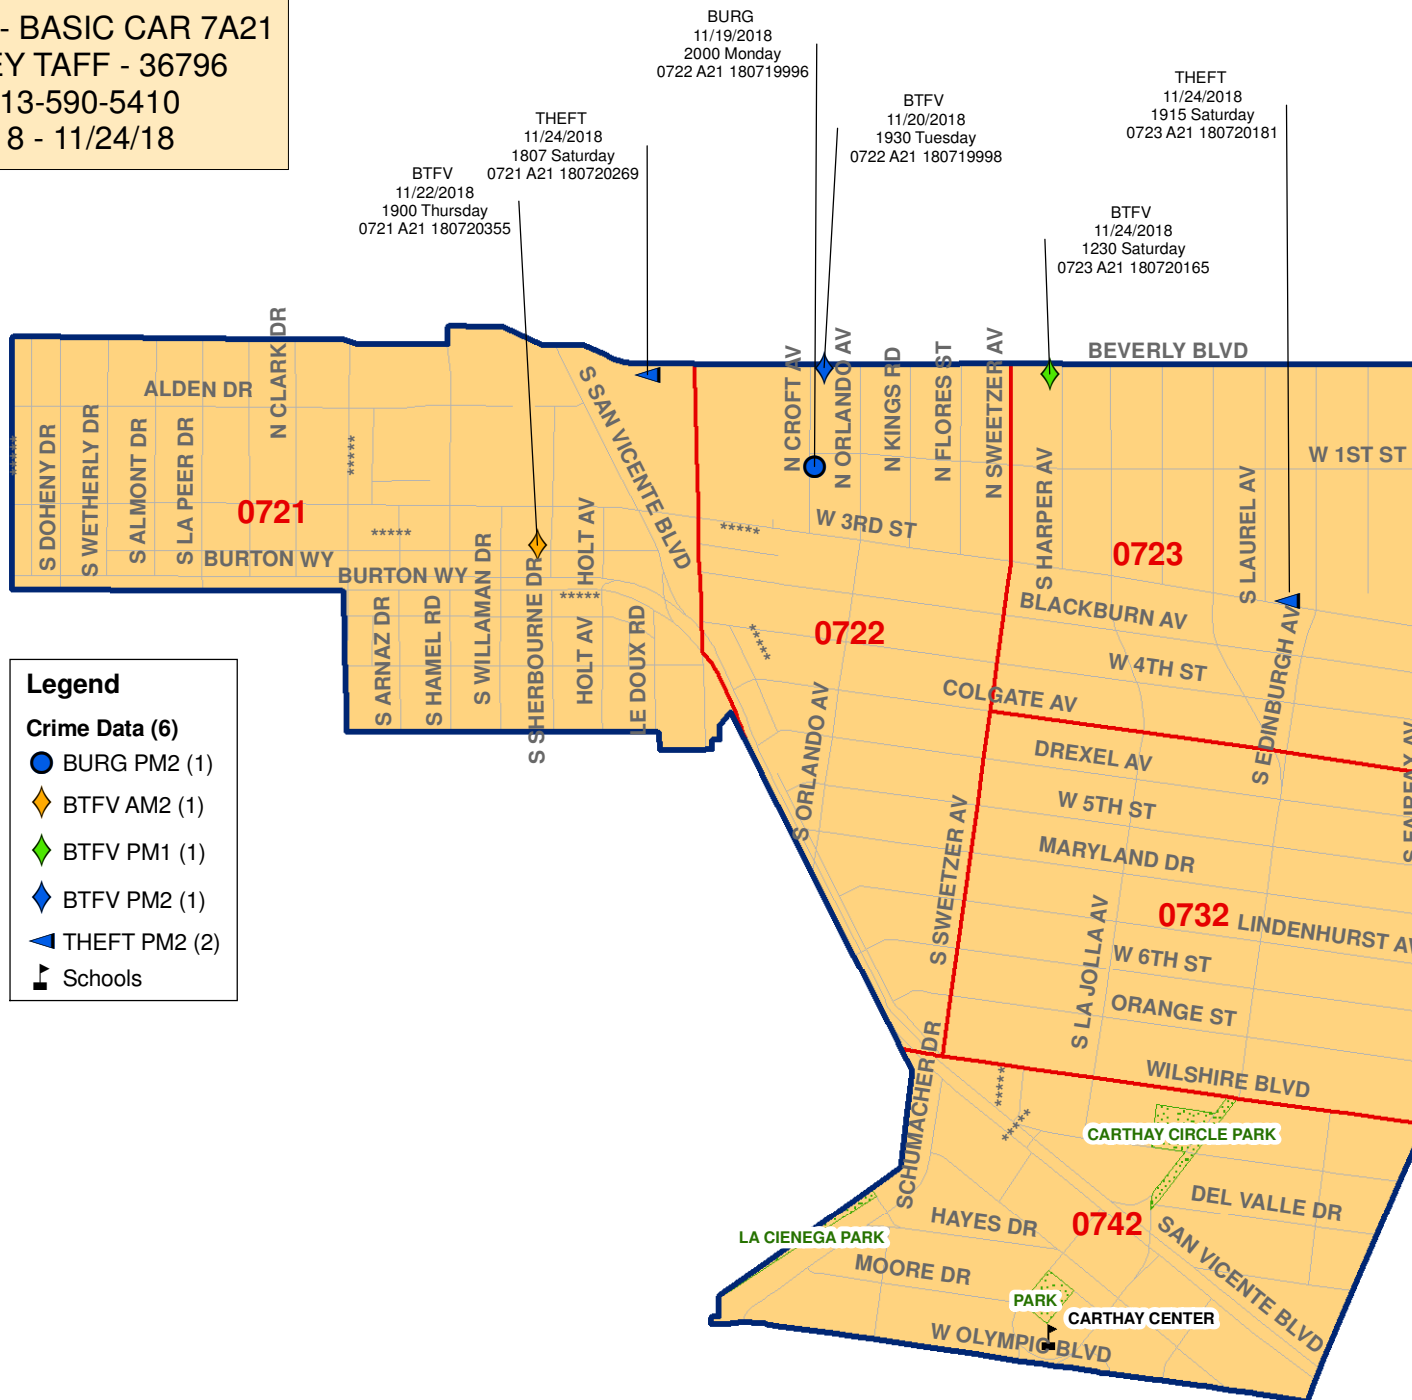 - BASIC CAR 7A21
EY TAFF - 36796
13-590-5410
8 - 11/24/18
BURG
11/19/2018
2000 Monday
0722 A21 180719996
THEFT
11/24/2018
1915 Saturday
0723 A21 180720181
BTFV
11/20/2018
1930 Tuesday
0722 A21 180719998
THEFT
11/24/2018
1807 Saturday
0721 A21 180720269
BTFV
11/22/2018
1900 Thursday
0721 A21 180720355
BTFV
11/24/2018
1230 Saturday
0723 A21 180720165
BEVERLY BLVD
ALDEN DR
N CLARK DR
S SAN VICENTE BLVD
N CROFT AV
N ORLANDO AV
N KINGS RD
N FLORES ST
N SWEETZER AV
W 1ST ST
*****
S DOHENY DR
S WETHERLY DR
S ALMONT DR
S LA PEER DR
*****
0721
*****
BURTON WY
BURTON WY
HOLT AV
*****
*****
W 3RD ST
S HARPER AV
0723
S LAUREL AV
S ARNAZ DR
S HAMEL RD
S WILLAMAN DR
S SHERBOURNE DR
HOLT AV
LE DOUX RD
*****
0722
BLACKBURN AV
W 4TH ST
COLGATE AV
S EDINBURGH AV
S ORLANDO AV
DREXEL AV
W 5TH ST
S FAIRFAX AV
MARYLAND DR
S SWEETZER AV
0732
LINDENHURST AV
S LA JOLLA AV
W 6TH ST
ORANGE ST
WILSHIRE BLVD
SCHUMACHER DR
*****
*****
CARTHAY CIRCLE PARK
DEL VALLE DR
HAYES DR
0742
SAN VICENTE BLVD
LA CIENEGA PARK
MOORE DR
PARK
CARTHAY CENTER
W OLYMPIC BLVD
Legend
Crime Data (6)
BURG PM2 (1)
BTFV AM2 (1)
BTFV PM1 (1)
BTFV PM2 (1)
THEFT PM2 (2)
Schools